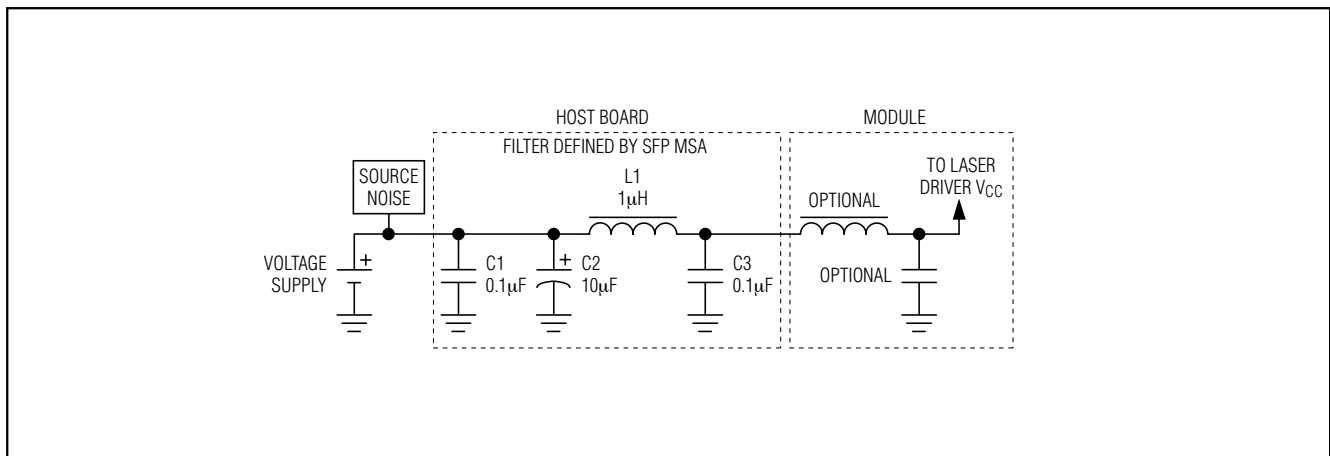 HOST BOARD
MODULE
FILTER DEFINED BY SFP MSA
SOURCE
NOISE
L1
1μH
OPTIONAL
TO LASER
DRIVER VCC
VOLTAGE
SUPPLY
+
C1
0.1μF
+
C2
10μF
C3
0.1μF
OPTIONAL